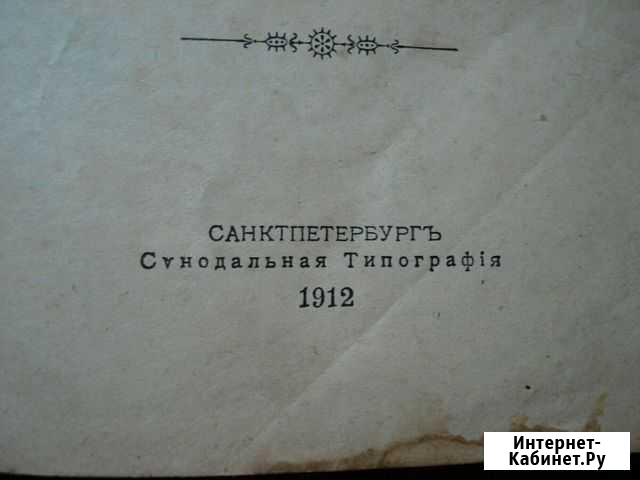 САНКТПЕТЕРБУРГЪ
Сѵнодальная Типографія
1912
Интернет-
Кабинет.Ру